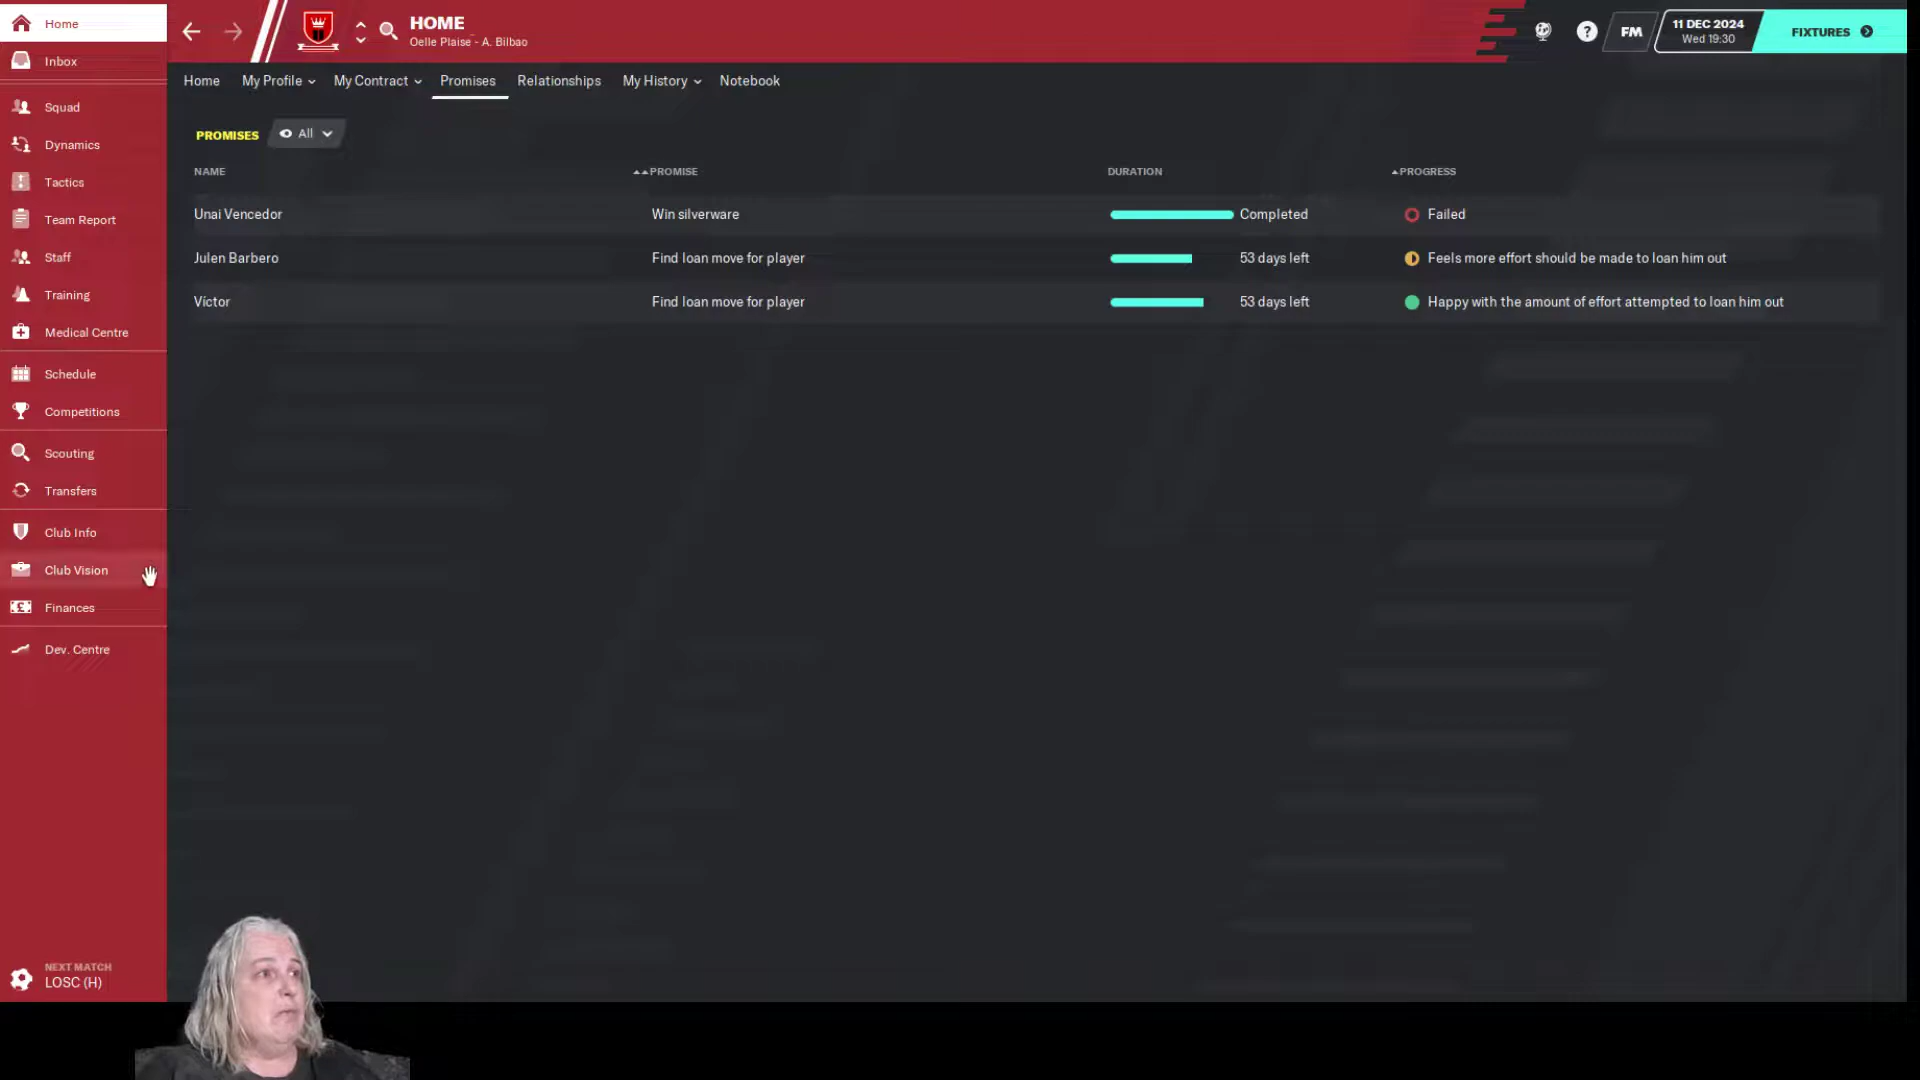 Home
Inbox
Squad
Dynamics
Tactics
Team Report
Staff
Training
Medical Centre
Schedule
Competitions
Scouting
Transfers
Club Info
Club Vision
Finances
Dev. Centre
NEXT MATCH
LOSC (H)
HOME
Oelle Plaise - A. Bilbao
?
FM
11 DEC 2024
Wed 19:30
FIXTURES
Home My Profile My Contract Promises Relationships My History Notebook
PROMISES All
NAME PROMISE DURATION PROGRESS
Unai Vencedor Win silverware Completed Failed
Julen Barbero Find loan move for player 53 days left Feels more effort should be made to loan him out
Víctor Find loan move for player 53 days left Happy with the amount of effort attempted to loan him out